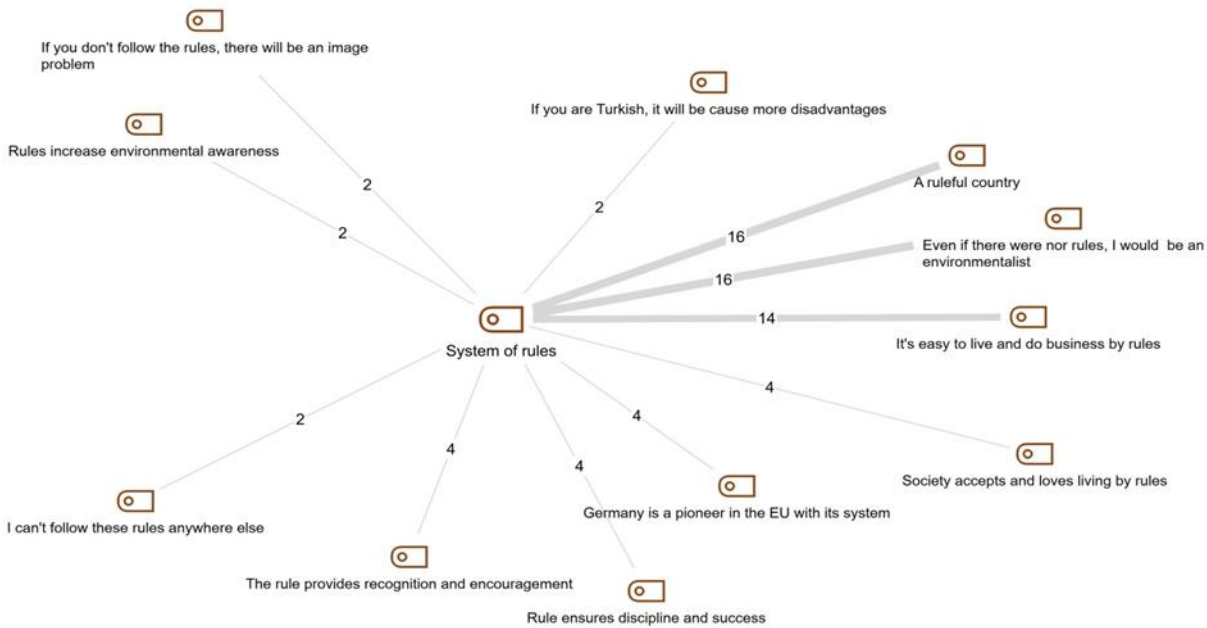 If you don't follow the rules, there will be an image
problem
If you are Turkish, it will be cause more disadvantages
Rules increase environmental awareness
A ruleful country
2
2
2
16
Even if there were nor rules, I would be an
environmentalist
16
14
It's easy to live and do business by rules
System of rules
4
2
4
4
4
Society accepts and loves living by rules
Germany is a pioneer in the EU with its system
I can't follow these rules anywhere else
The rule provides recognition and encouragement
Rule ensures discipline and success